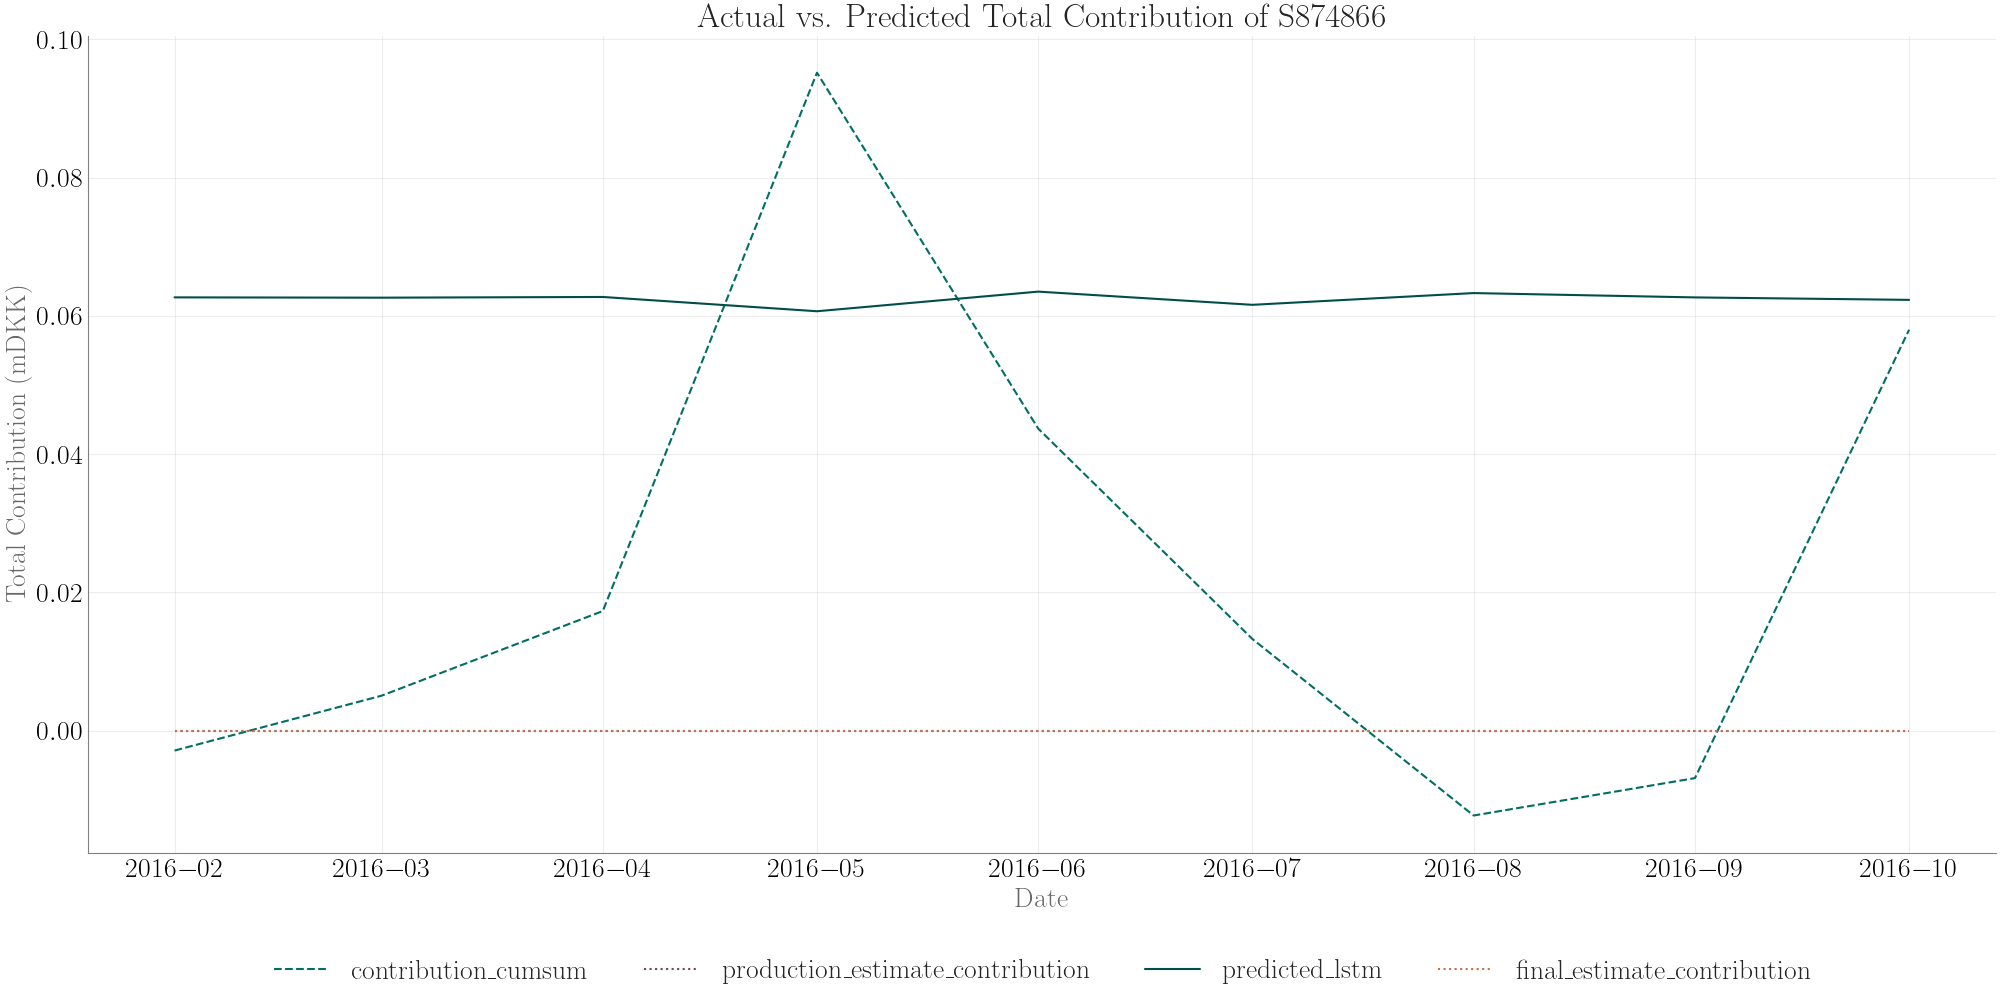 Actual vs. Predicted Total Contribution of S874866
Total Contribution (mDKK)
0.10
0.08
0.06
0.04
0.02
0.00
2016−02 2016−03 2016−04 2016−05 2016−06 2016−07 2016−08 2016−09 2016−10
Date
contribution_cumsum production_estimate_contribution predicted_lstm final_estimate_contribution